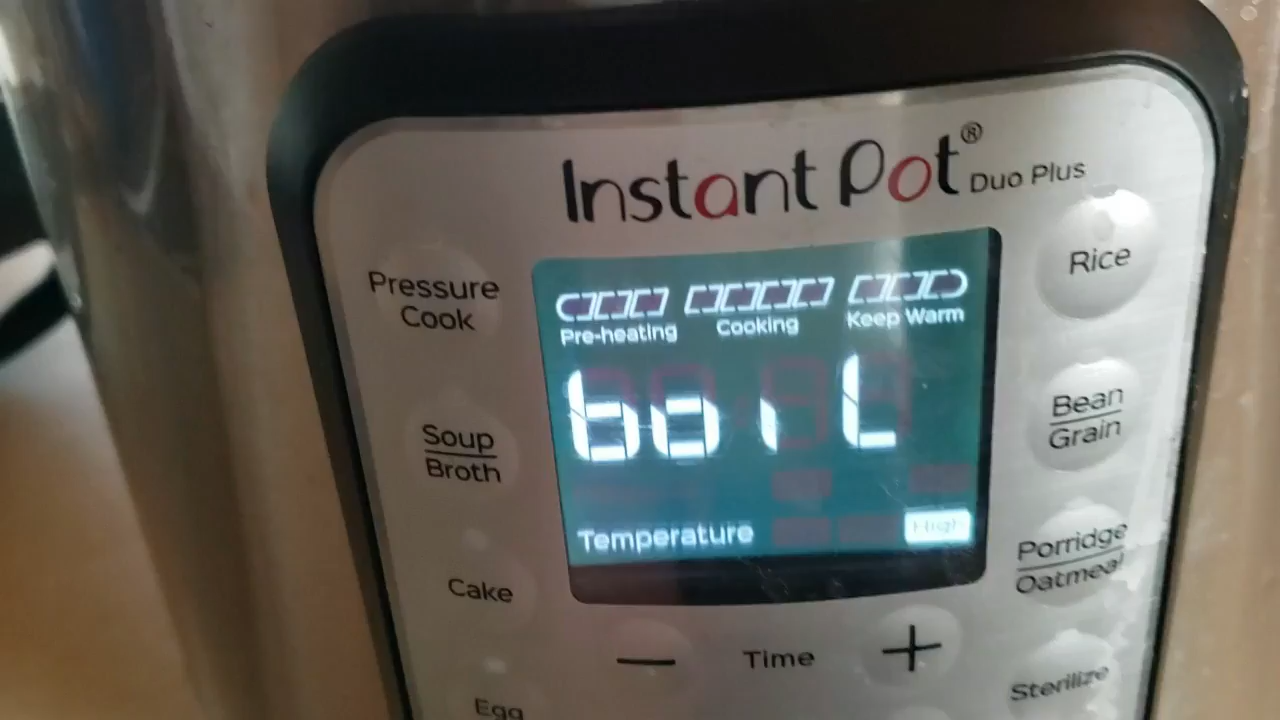 Instant Pot® Duo Plus
Pressure
Cook
Rice
Pre-heating Cooking Keep Warm
boiL
Soup
Broth
Bean
Grain
Temperature High
Cake
Porridge
Oatmeal
− Time +
Egg
Sterilize